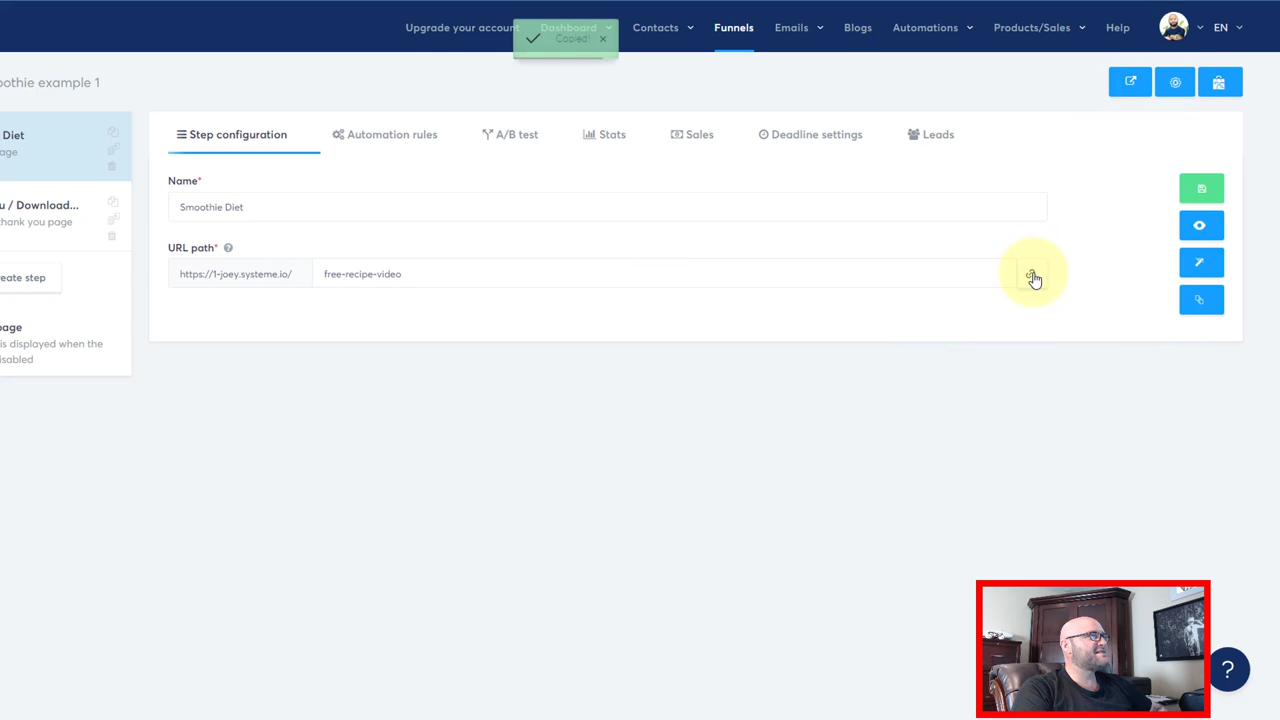 Upgrade your account Dashboard Contacts Funnels Emails Blogs Automations Products/Sales Help EN
Copied!
oothie example 1
Diet
age
u / Download...
hank you page
eate step
page
is displayed when the
isabled
Step configuration Automation rules A/B test Stats Sales Deadline settings Leads
Name*
Smoothie Diet
URL path* ?
https://1-joey.systeme.io/ free-recipe-video
?